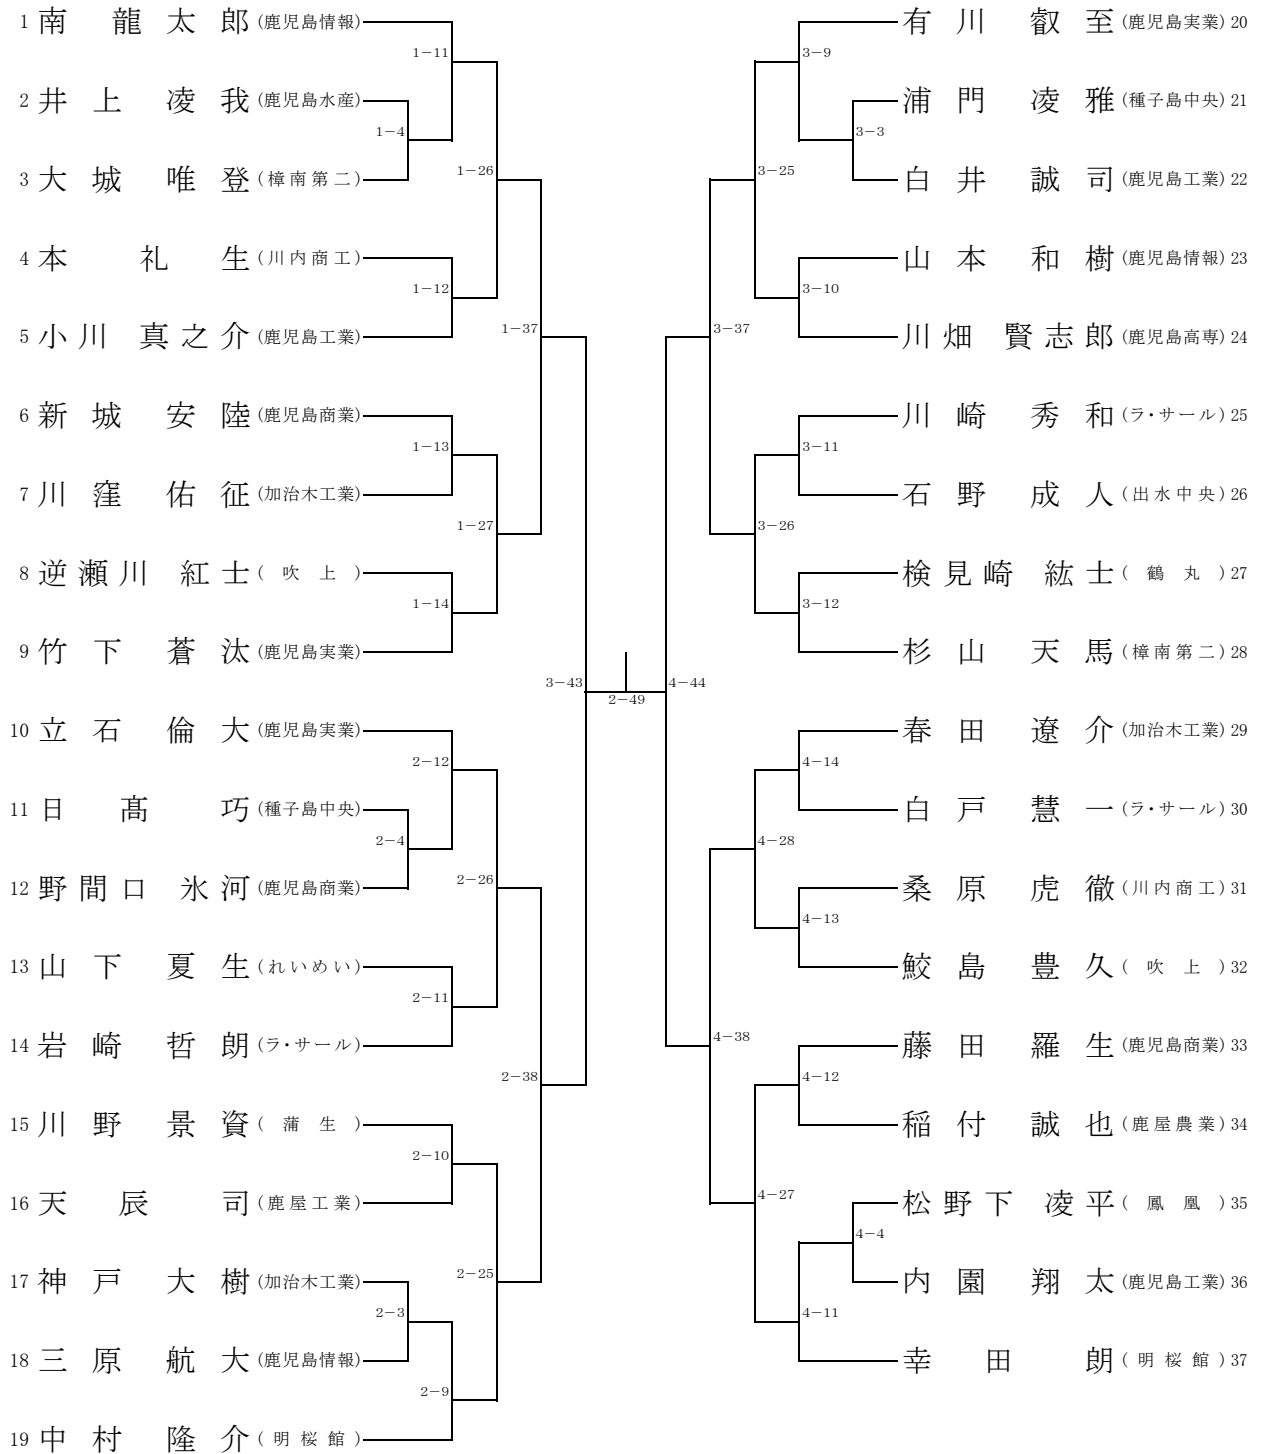 1 南 龍太郎 (鹿児島情報)
1-11
2 井上 凌我 (鹿児島水産)
1-4
3 大城 唯登 (樟南第二)
1-26
4 本 礼生 (川内商工)
1-12
5 小川 真之介 (鹿児島工業)
1-37
6 新城 安陸 (鹿児島商業)
1-13
7 川窪 佑征 (加治木工業)
1-27
8 逆瀬川 紅士 (吹上)
1-14
9 竹下 蒼汰 (鹿児島実業)
3-43
10 立石 倫大 (鹿児島実業)
2-12
11 日髙 巧 (種子島中央)
2-4
12 野間口 氷河 (鹿児島商業)
2-26
13 山下 夏生 (れいめい)
2-11
14 岩崎 哲朗 (ラ・サール)
2-38
15 川野 景資 (蒲生)
2-10
16 天辰 司 (鹿屋工業)
17 神戸 大樹 (加治木工業)
2-25
2-3
18 三原 航大 (鹿児島情報)
2-9
19 中村 隆介 (明桜館)
2-49
有川 叡至 (鹿児島実業) 20
3-9
浦門 凌雅 (種子島中央) 21
3-3
白井 誠司 (鹿児島工業) 22
3-25
山本 和樹 (鹿児島情報) 23
3-10
川畑 賢志郎 (鹿児島高専) 24
3-37
川崎 秀和 (ラ・サール) 25
3-11
石野 成人 (出水中央) 26
3-26
検見崎 紘士 (鶴丸) 27
3-12
杉山 天馬 (樟南第二) 28
4-44
春田 遼介 (加治木工業) 29
4-14
白戸 慧一 (ラ・サール) 30
4-28
桑原 虎徹 (川内商工) 31
4-13
鮫島 豊久 (吹上) 32
4-38
藤田 羅生 (鹿児島商業) 33
4-12
稲付 誠也 (鹿屋農業) 34
4-27
松野下 凌平 (鳳凰) 35
4-4
内園 翔太 (鹿児島工業) 36
4-11
幸田 朗 (明桜館) 37